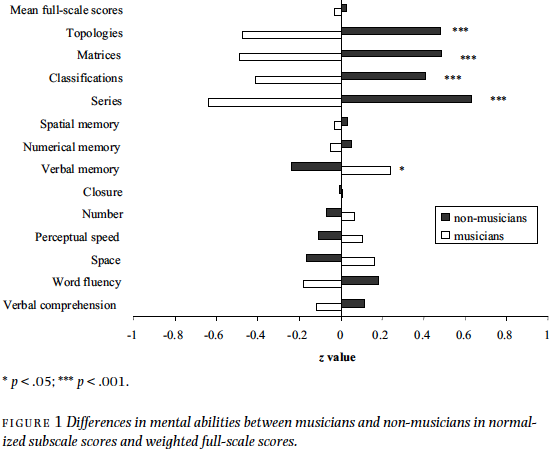 Mean full-scale scores
Topologies
***
Matrices
***
Classifications
***
Series
***
Spatial memory
Numerical memory
Verbal memory
*
Closure
Number
Perceptual speed
Space
Word fluency
Verbal comprehension
non-musicians
musicians
-1 -0.8 -0.6 -0.4 -0.2 0 0.2 0.4 0.6 0.8 1
z value
* p < .05; *** p < .001.
FIGURE 1 Differences in mental abilities between musicians and non-musicians in normal-
ized subscale scores and weighted full-scale scores.